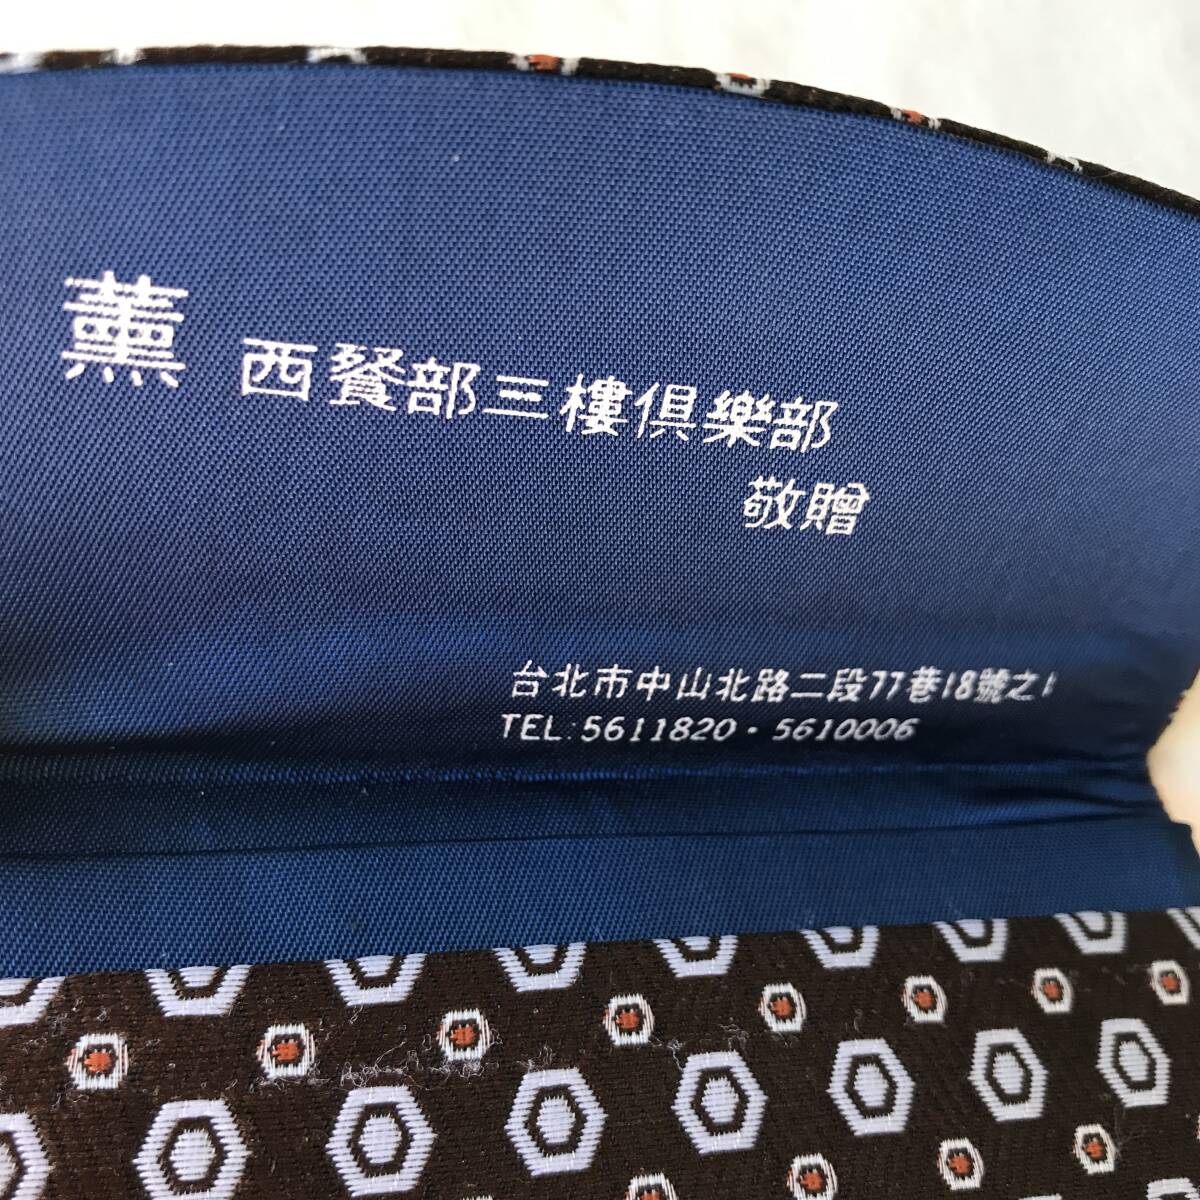 薰 西餐部三樓俱樂部
敬贈
台北市中山北路二段77巷18號之1
TEL:5611820・5610006